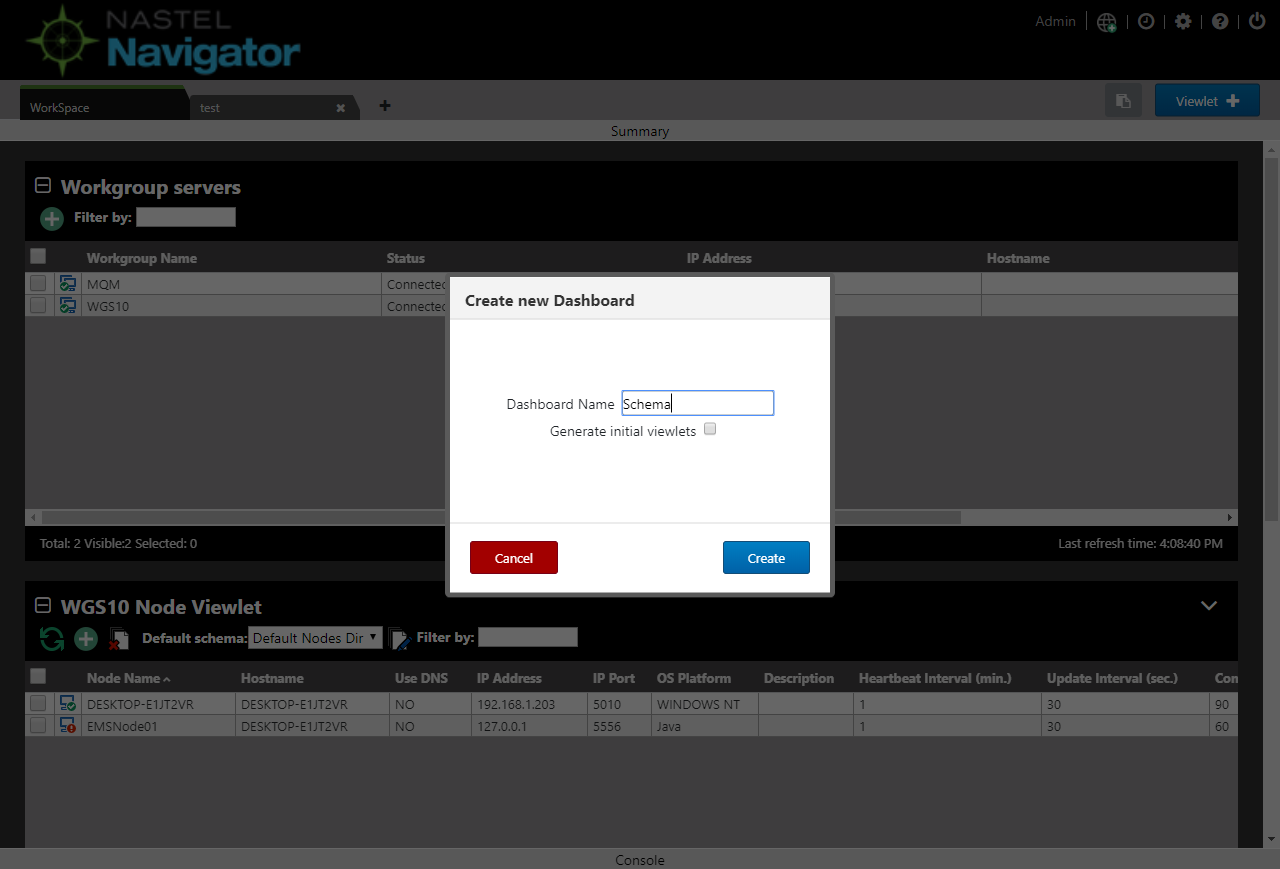 NASTEL
Navigator
Admin
WorkSpace
test
Viewlet
Summary
Workgroup servers
Filter by:
Workgroup Name Status IP Address Hostname
MQM Connected
WGS10 Connected
Create new Dashboard
Dashboard Name Schema
Generate initial viewlets
Cancel Create
Total: 2 Visible:2 Selected: 0 Last refresh time: 4:08:40 PM
WGS10 Node Viewlet
Default schema: Default Nodes Dir Filter by:
Node Name Hostname Use DNS IP Address IP Port OS Platform Description Heartbeat Interval (min.) Update Interval (sec.) Con
DESKTOP-E1JT2VR DESKTOP-E1JT2VR NO 192.168.1.203 5010 WINDOWS NT 1 30 90
EMSNode01 DESKTOP-E1JT2VR NO 127.0.0.1 5556 Java 1 30 60
Console